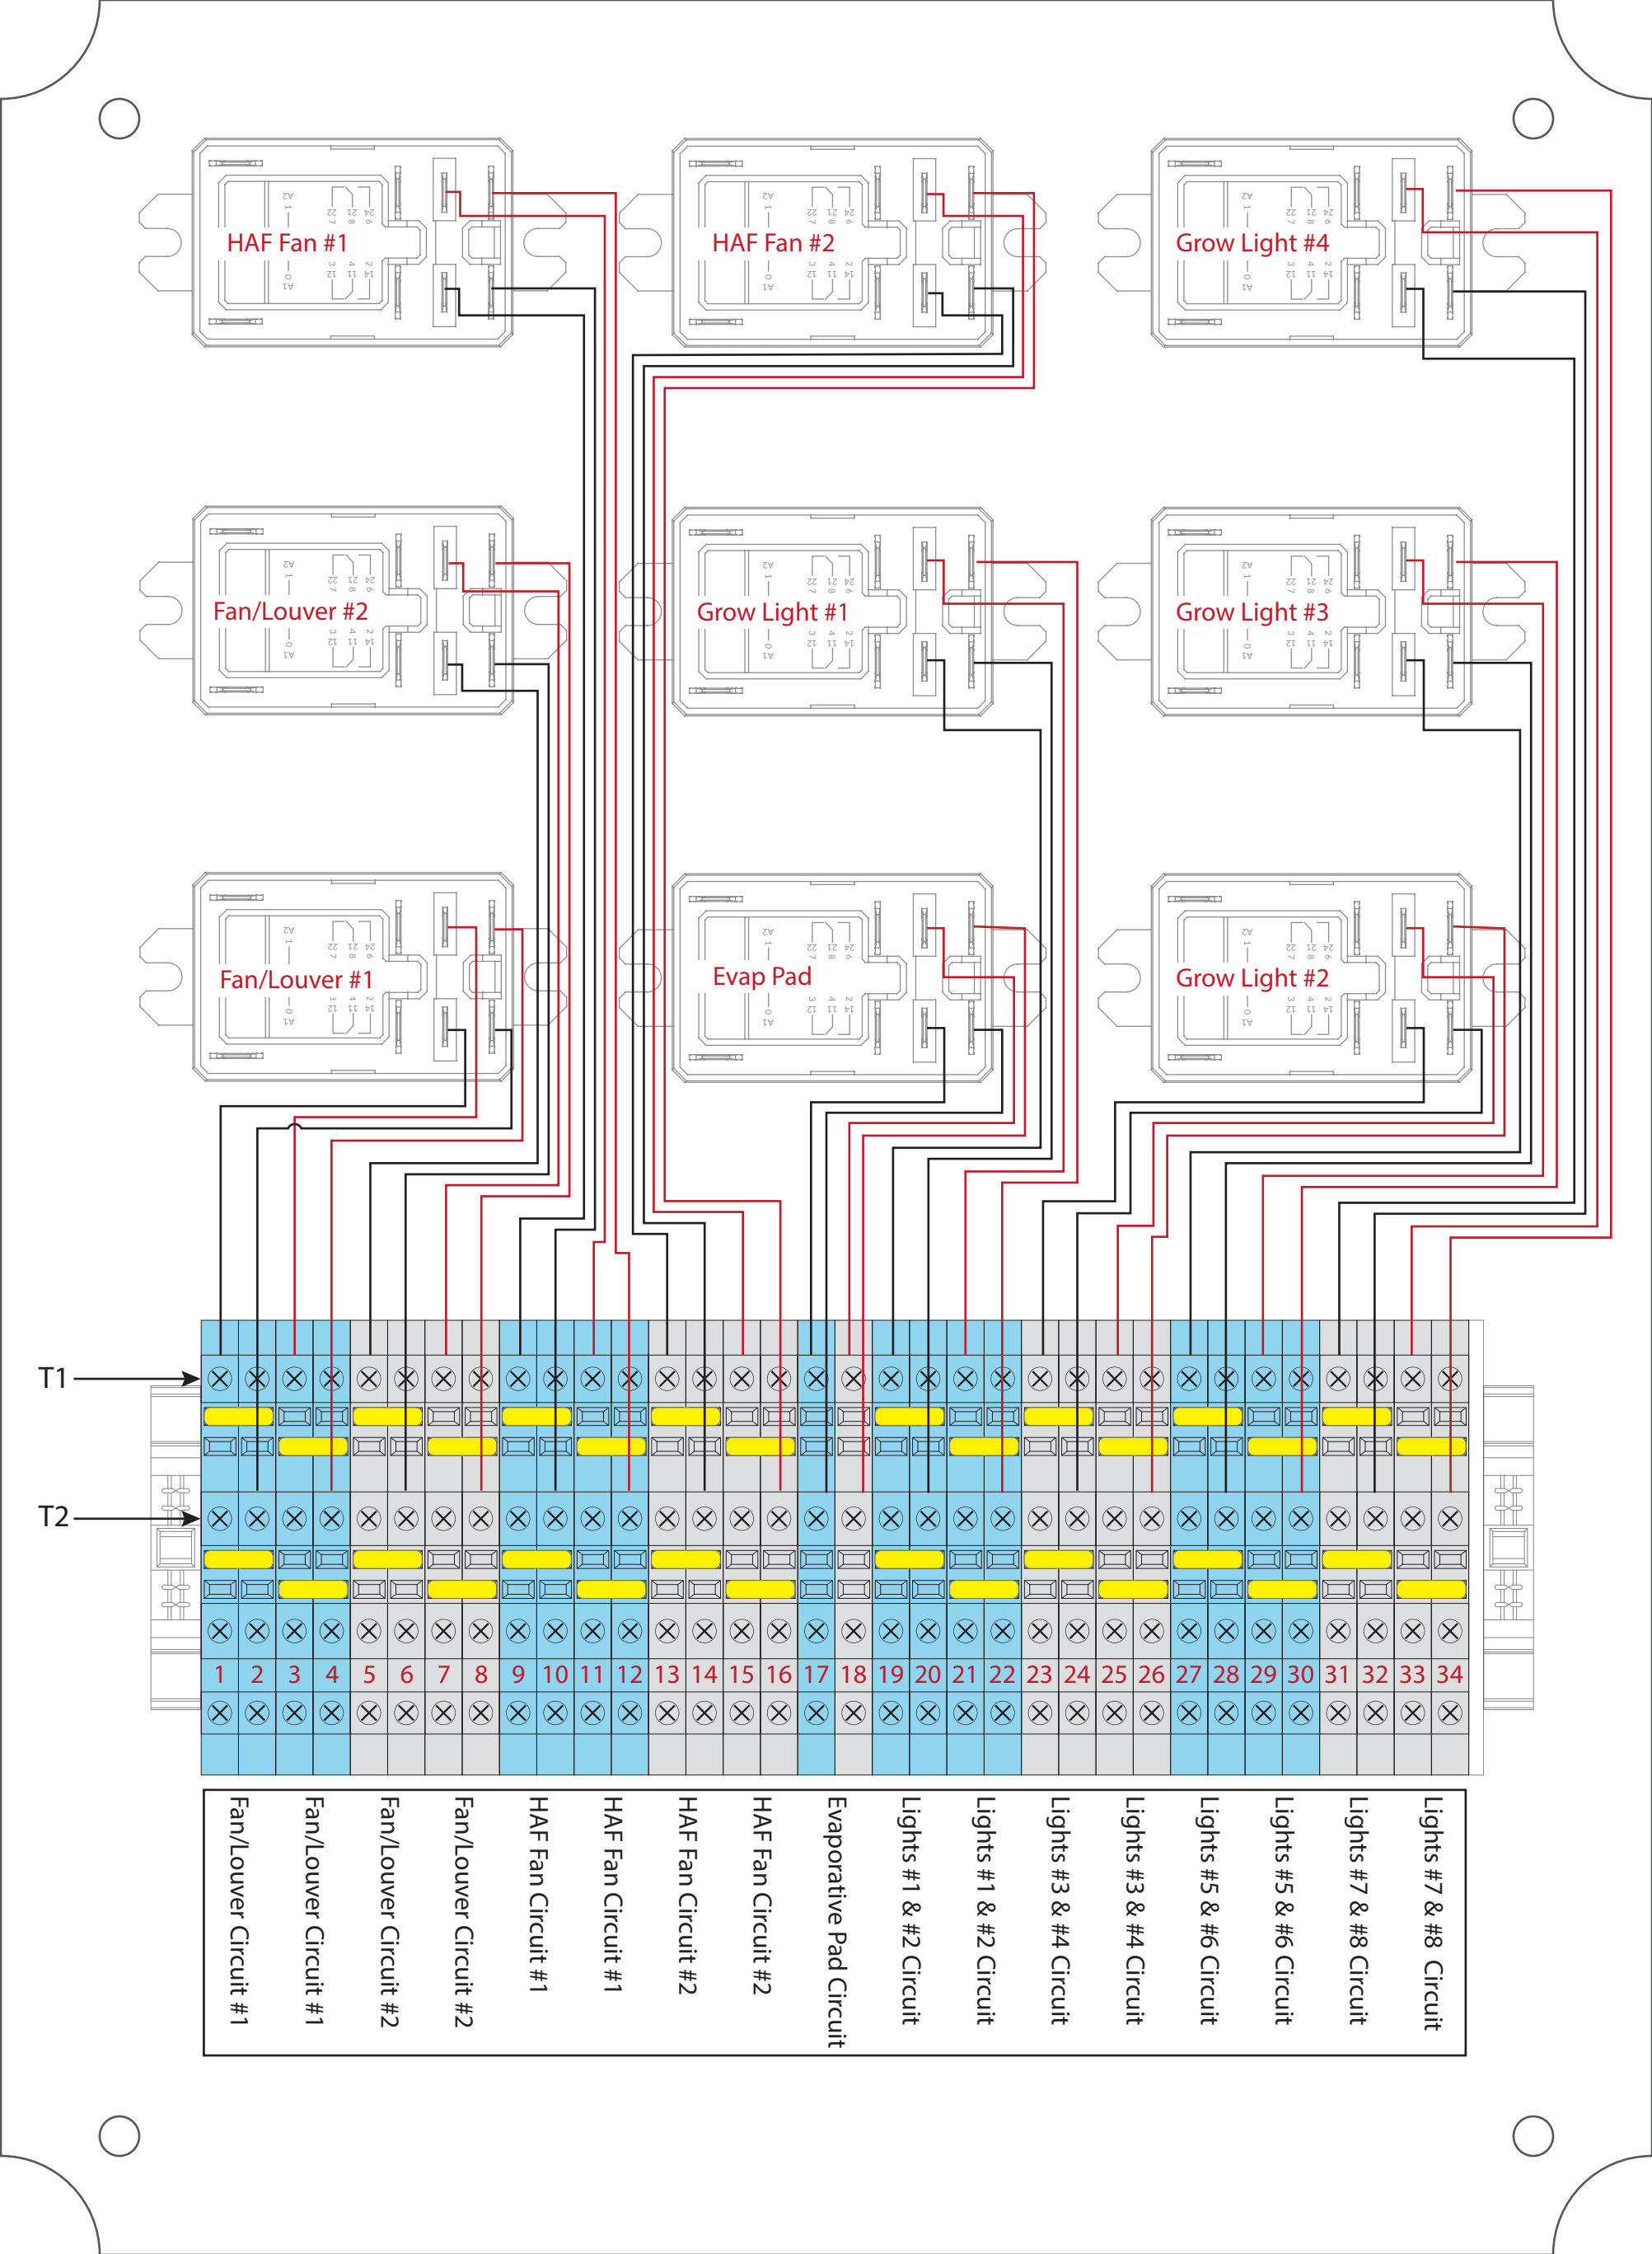 HAF Fan #1
HAF Fan #2
Grow Light #4
Fan/Louver #2
Grow Light #1
Grow Light #3
Fan/Louver #1
Evap Pad
Grow Light #2
T1
T2
1 2 3 4 5 6 7 8 9 10 11 12 13 14 15 16 17 18 19 20 21 22 23 24 25 26 27 28 29 30 31 32 33 34
Fan/Louver Circuit #1
Fan/Louver Circuit #1
Fan/Louver Circuit #2
Fan/Louver Circuit #2
HAF Fan Circuit #1
HAF Fan Circuit #1
HAF Fan Circuit #2
HAF Fan Circuit #2
Evaporative Pad Circuit
Lights #1 & #2 Circuit
Lights #1 & #2 Circuit
Lights #3 & #4 Circuit
Lights #3 & #4 Circuit
Lights #5 & #6 Circuit
Lights #5 & #6 Circuit
Lights #7 & #8 Circuit
Lights #7 & #8 Circuit